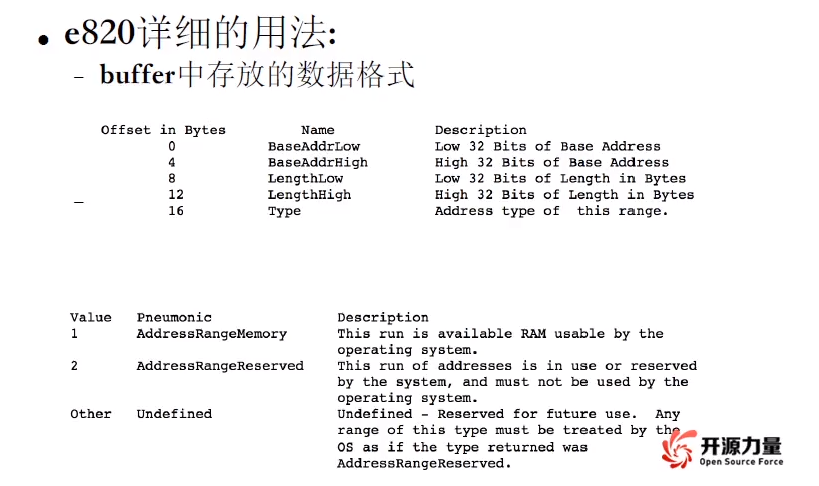 • e820详细的用法:
– buffer中存放的数据格式
Offset in Bytes Name Description
0 BaseAddrLow Low 32 Bits of Base Address
4 BaseAddrHigh High 32 Bits of Base Address
8 LengthLow Low 32 Bits of Length in Bytes
12 LengthHigh High 32 Bits of Length in Bytes
–
16 Type Address type of this range.
Value Pneumonic Description
1 AddressRangeMemory This run is available RAM usable by the
operating system.
2 AddressRangeReserved This run of addresses is in use or reserved
by the system, and must not be used by the
operating system.
Other Undefined Undefined - Reserved for future use. Any
range of this type must be treated by the
OS as if the type returned was
AddressRangeReserved.
开源力量
Open Source Force